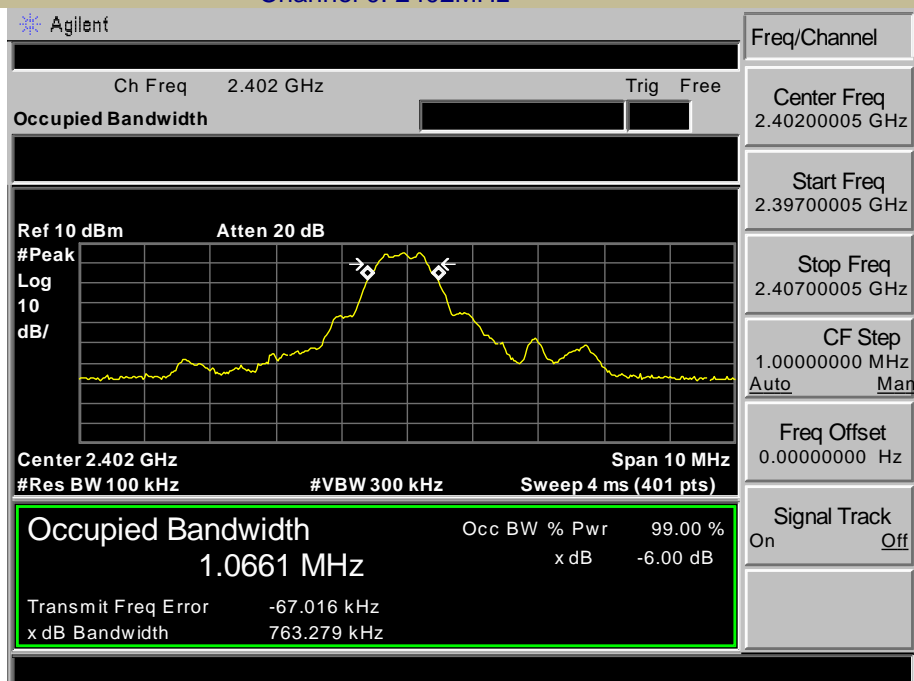 Agilent
Freq/Channel
Ch Freq 2.402 GHz Trig Free
Occupied Bandwidth
Center Freq
2.40200005 GHz
Start Freq
2.39700005 GHz
Stop Freq
2.40700005 GHz
CF Step
1.00000000 MHz
Auto Man
Freq Offset
0.00000000 Hz
Signal Track
On Off
Ref 10 dBm Atten 20 dB
#Peak
Log
10
dB/
Center 2.402 GHz Span 10 MHz
#Res BW 100 kHz #VBW 300 kHz Sweep 4 ms (401 pts)
Occupied Bandwidth
1.0661 MHz
Occ BW % Pwr 99.00 %
x dB -6.00 dB
Transmit Freq Error -67.016 kHz
x dB Bandwidth 763.279 kHz